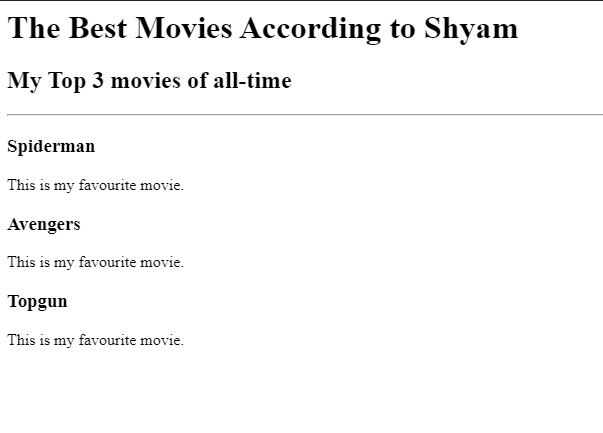 The Best Movies According to Shyam
My Top 3 movies of all-time
Spiderman
This is my favourite movie.
Avengers
This is my favourite movie.
Topgun
This is my favourite movie.